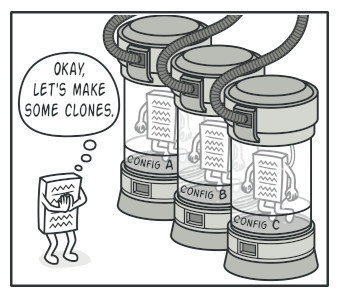 OKAY,
LET'S MAKE
SOME CLONES.
CONFIG A
CONFIG B
CONFIG C